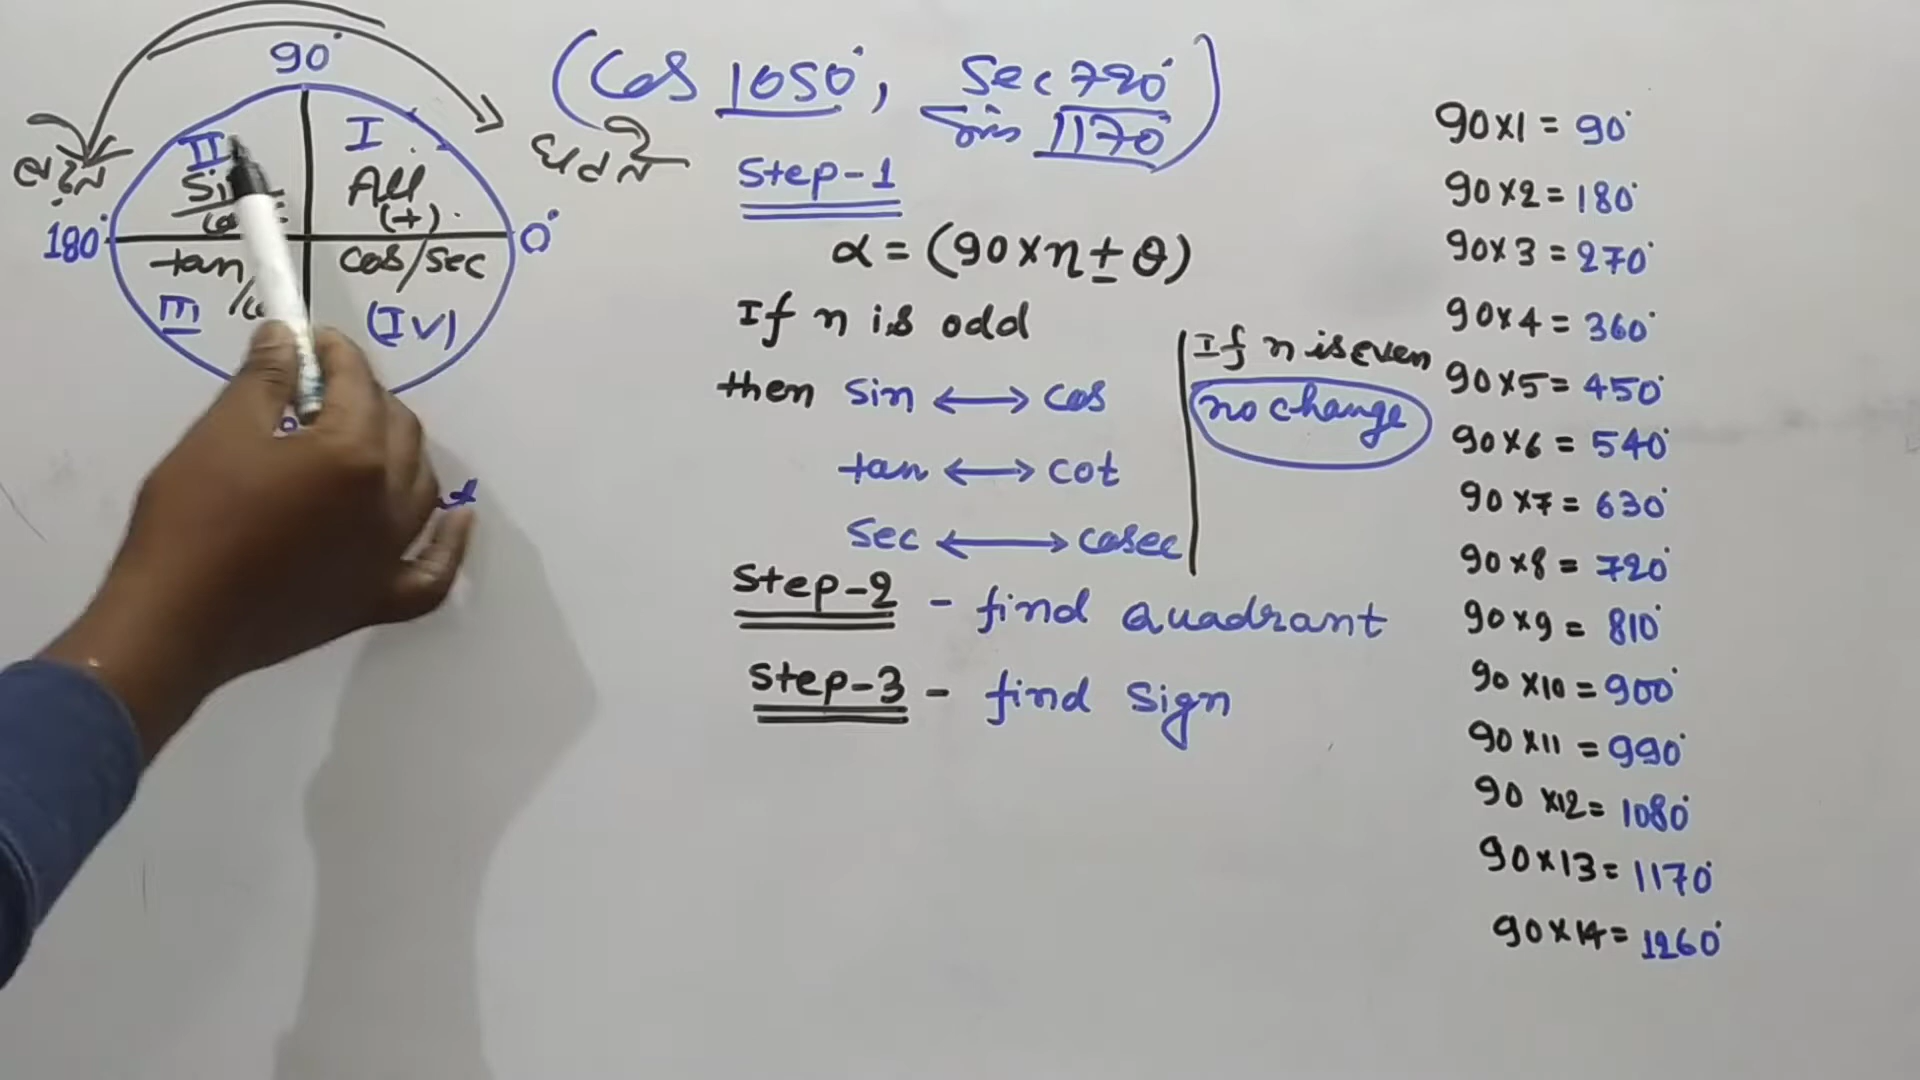 90°
II
I
Sin
All
(+)
180°
0°
tan
cos/sec
III
(IV)
(Cos 1050°, Sec 720°
Sin 1170°)
Step-1
α = (90×n±θ)
If n is odd
then sin ↔ cos
tan ↔ cot
Sec ↔ cosec
If n is even
no change
Step-2 - find Quadrant
Step-3 - find Sign
90×1 = 90°
90×2 = 180°
90×3 = 270°
90×4 = 360°
90×5 = 450°
90×6 = 540°
90×7 = 630°
90×8 = 720°
90×9 = 810°
90×10 = 900°
90×11 = 990°
90×12 = 1080°
90×13 = 1170°
90×14 = 1260°